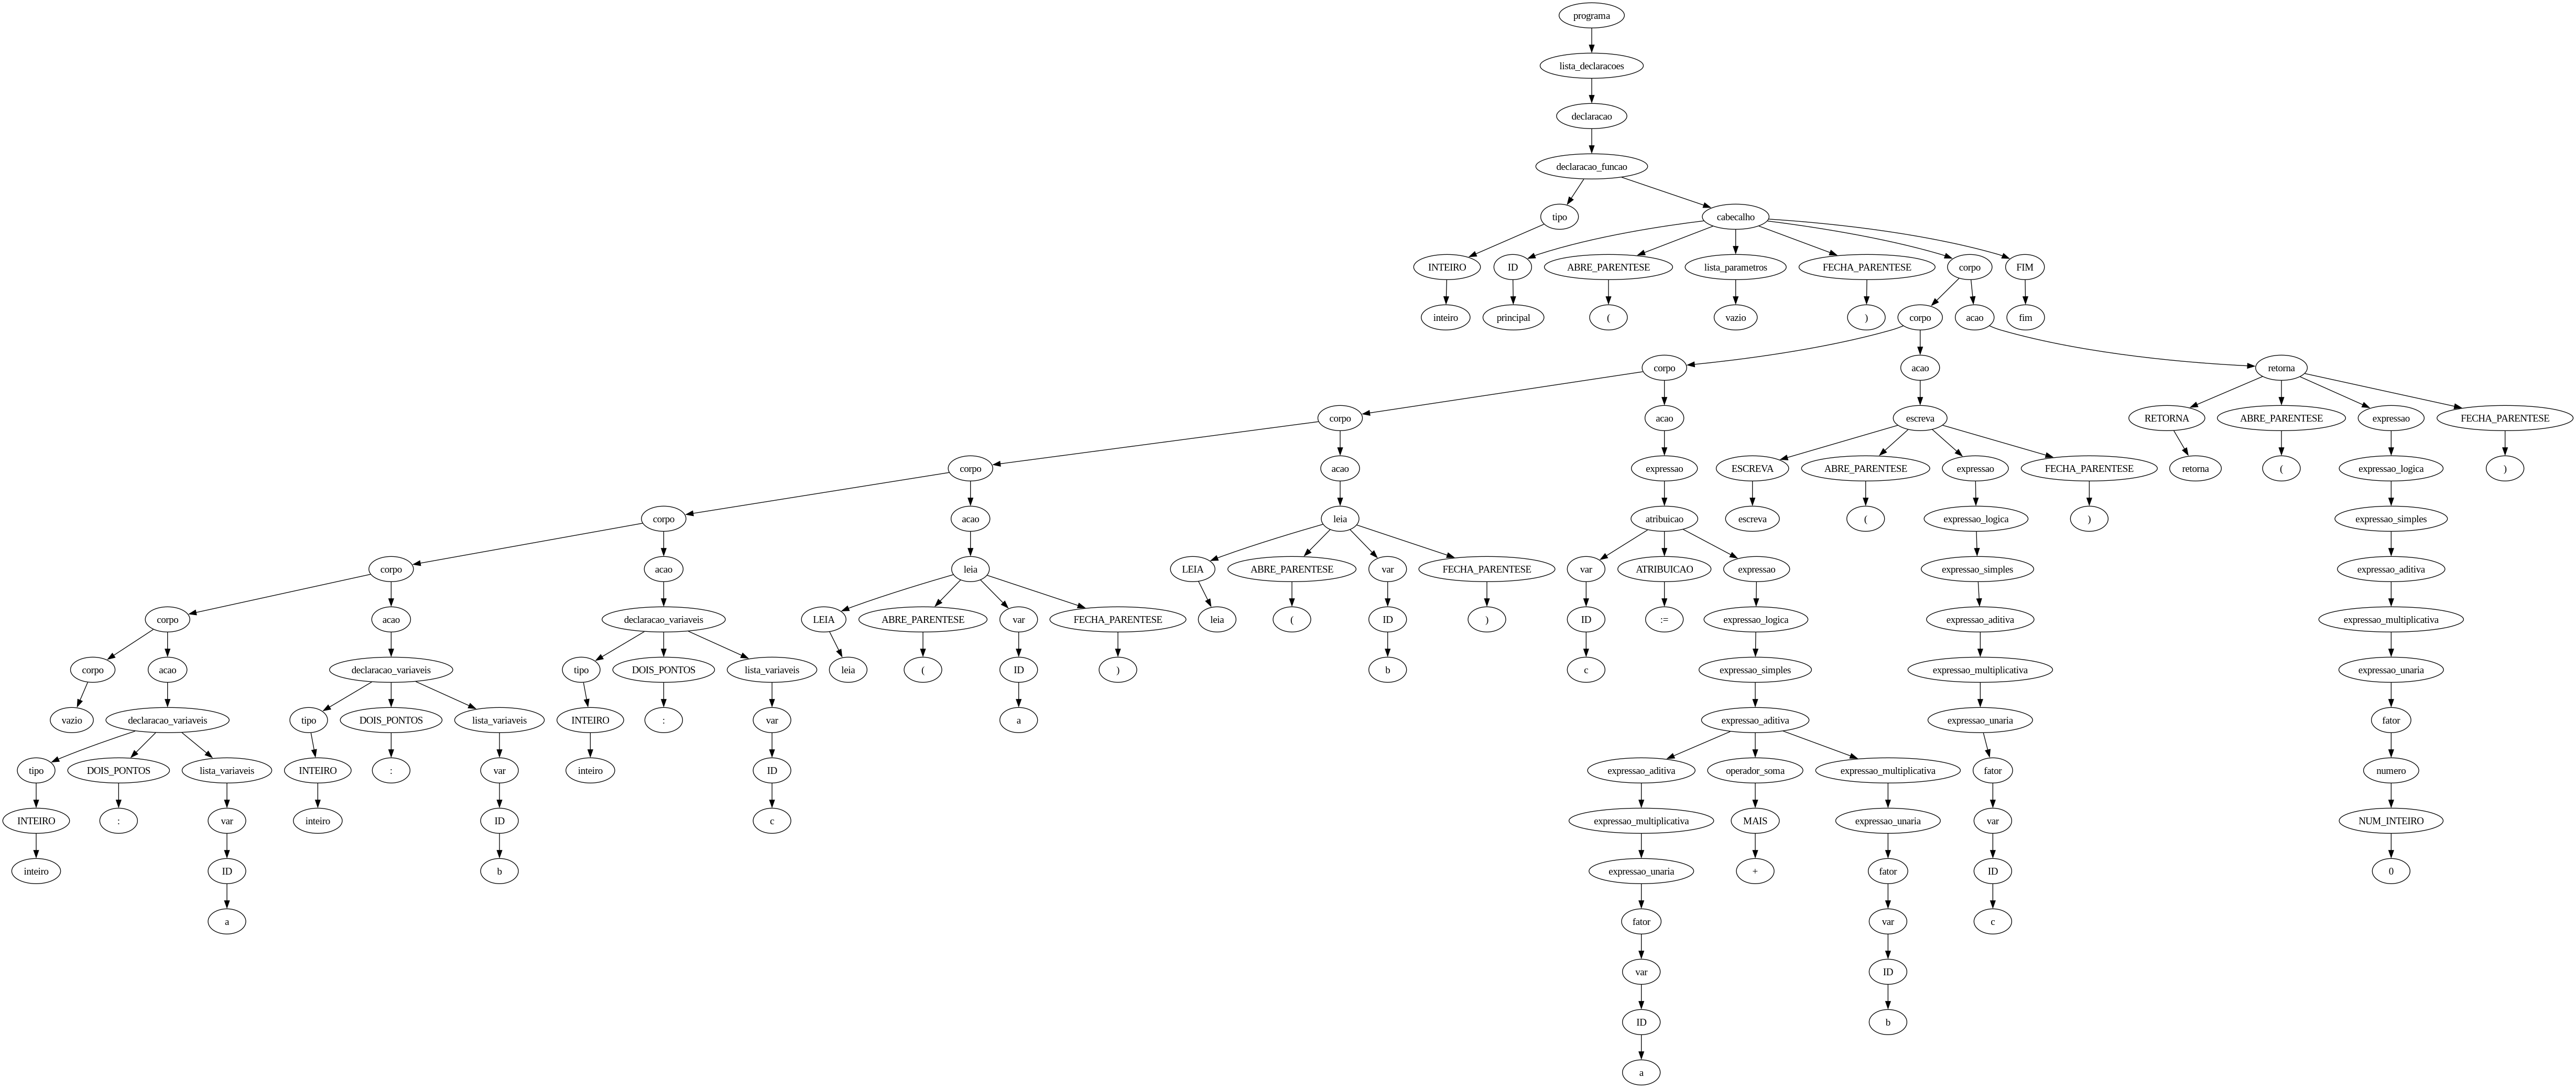 programa
lista_declaracoes
declaracao
declaracao_funcao
tipo cabecalho
INTEIRO ID ABRE_PARENTESE lista_parametros FECHA_PARENTESE corpo FIM
inteiro principal ( vazio ) corpo acao fim
corpo acao retorna
corpo acao escreva RETORNA ABRE_PARENTESE expressao FECHA_PARENTESE
corpo acao expressao ESCREVA ABRE_PARENTESE expressao FECHA_PARENTESE retorna ( expressao_logica )
corpo acao leia atribuicao escreva ( expressao_logica ) expressao_simples
corpo acao leia LEIA ABRE_PARENTESE var FECHA_PARENTESE var ATRIBUICAO expressao expressao_simples expressao_aditiva
corpo acao declaracao_variaveis LEIA ABRE_PARENTESE var FECHA_PARENTESE leia ( ID ) ID := expressao_logica expressao_aditiva expressao_multiplicativa
corpo acao declaracao_variaveis tipo DOIS_PONTOS lista_variaveis leia ( ID ) b c expressao_simples expressao_multiplicativa expressao_unaria
vazio declaracao_variaveis tipo DOIS_PONTOS lista_variaveis INTEIRO : var a expressao_aditiva expressao_unaria fator
tipo DOIS_PONTOS lista_variaveis INTEIRO : var inteiro ID expressao_aditiva operador_soma expressao_multiplicativa fator numero
INTEIRO : var inteiro ID c expressao_multiplicativa MAIS expressao_unaria var NUM_INTEIRO
inteiro ID b expressao_unaria + fator ID 0
a fator var c
var ID
ID b
a